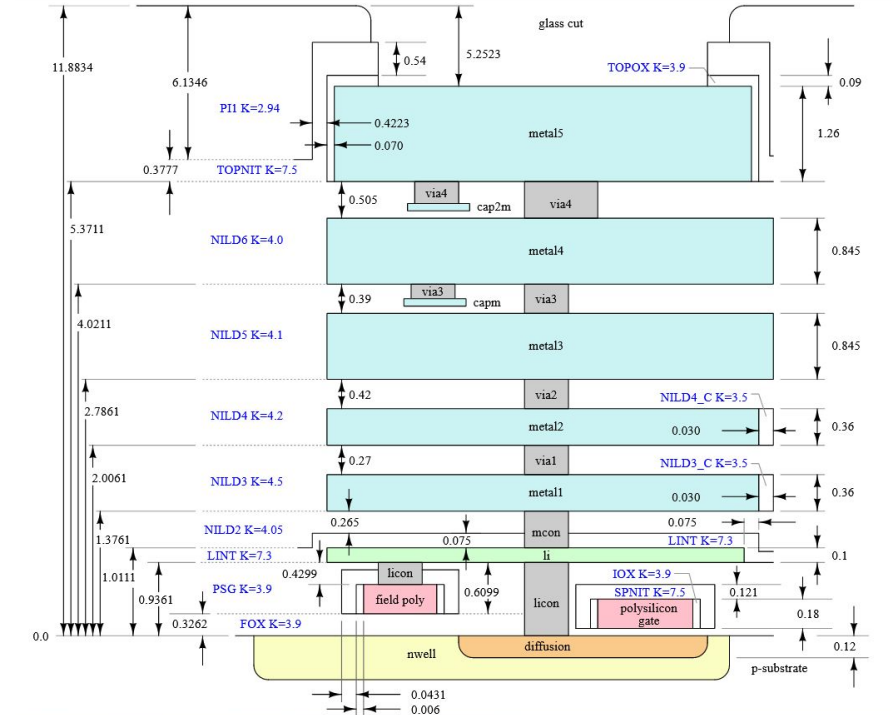 glass cut
11.8834
6.1346
0.54
5.2523
TOPOX K=3.9
0.09
PI1 K=2.94
0.4223
0.070
metal5
1.26
0.3777
TOPNIT K=7.5
0.505
via4
via4
cap2m
5.3711
NILD6 K=4.0
metal4
0.845
0.39
via3
via3
capm
4.0211
NILD5 K=4.1
metal3
0.845
0.42
via2
2.7861
NILD4 K=4.2
NILD4_C K=3.5
metal2
0.030
0.36
0.27
via1
2.0061
NILD3 K=4.5
NILD3_C K=3.5
metal1
0.030
0.36
0.265
0.075
1.3761
NILD2 K=4.05
mcon
0.075
LINT K=7.3
LINT K=7.3
li
0.1
1.0111
0.4299
licon
IOX K=3.9
0.9361
PSG K=3.9
field poly
0.6099
licon
SPNIT K=7.5
0.121
polysilicon
gate
0.18
0.3262
FOX K=3.9
0.0
diffusion
0.12
nwell
p-substrate
0.0431
0.006